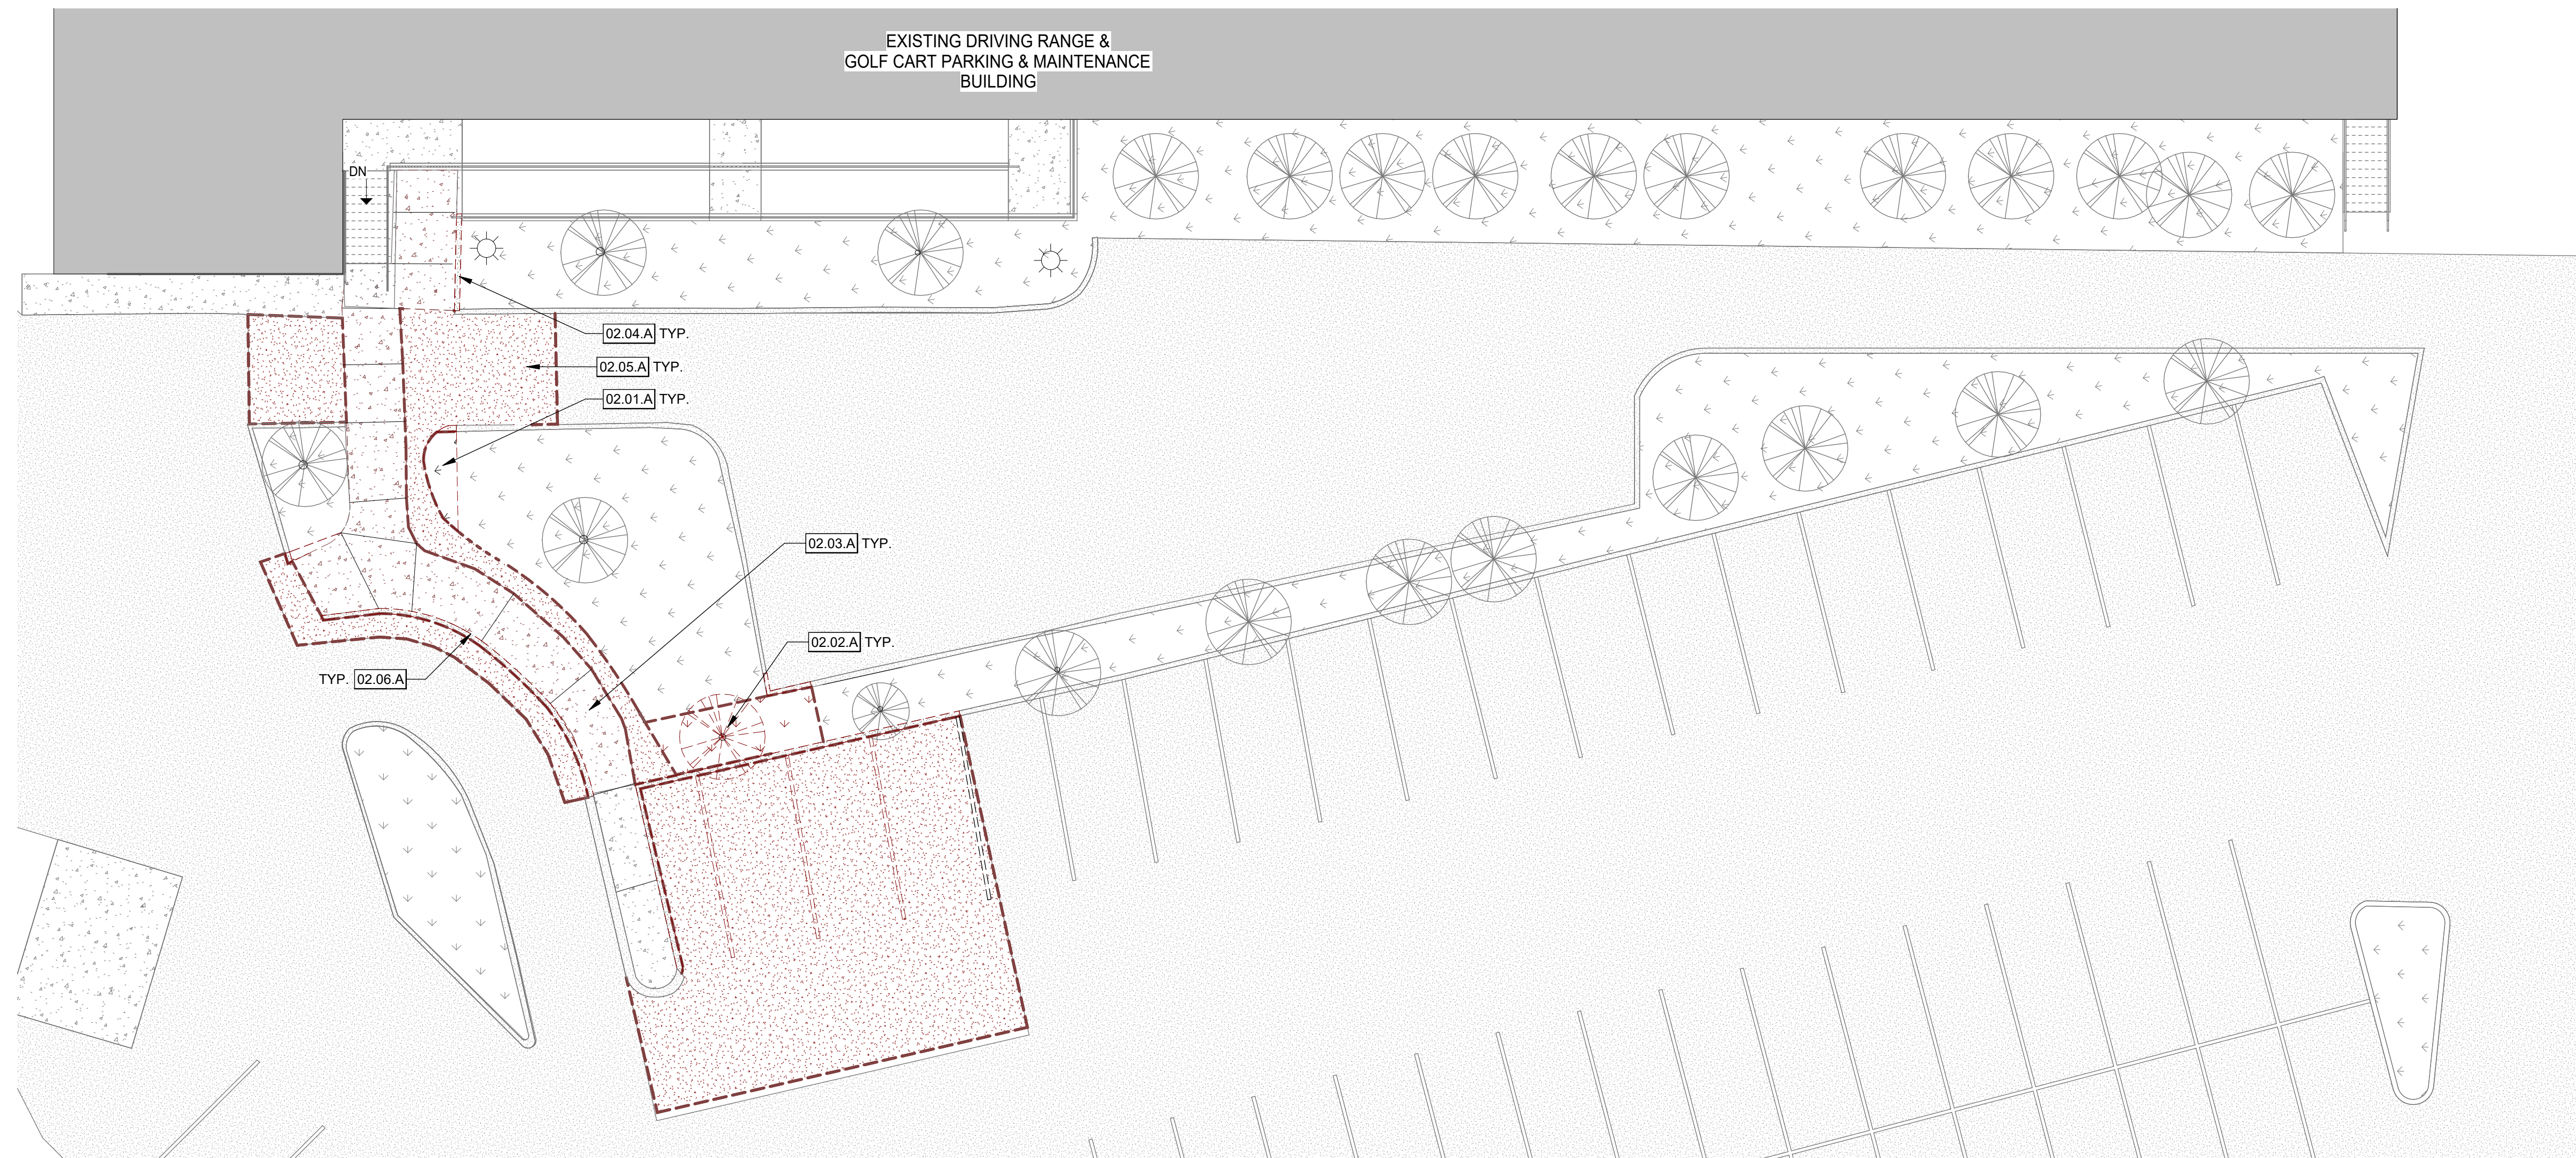 EXISTING DRIVING RANGE &
GOLF CART PARKING & MAINTENANCE
BUILDING
DN
02.04.A TYP.
02.05.A TYP.
02.01.A TYP.
02.03.A TYP.
02.02.A TYP.
TYP. 02.06.A